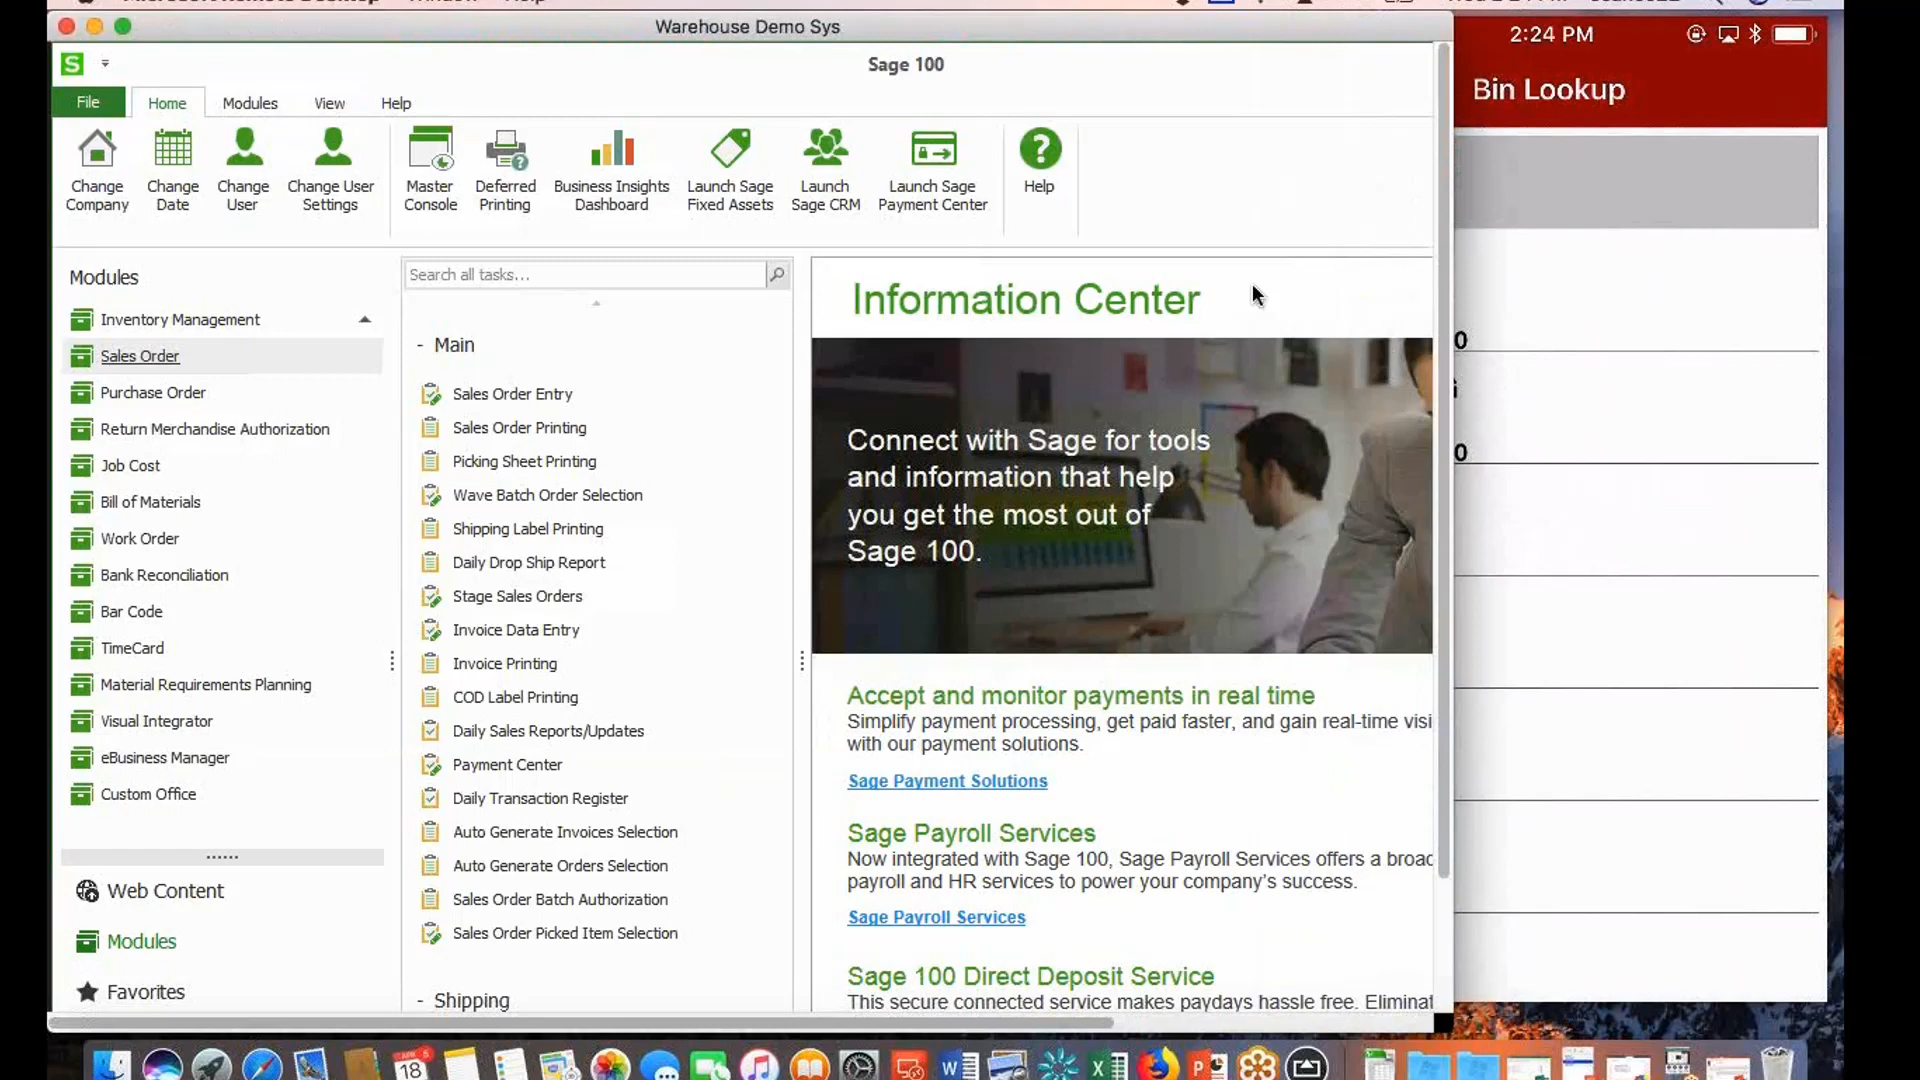 Warehouse Demo Sys
Sage 100
File
Home
Modules
View
Help
Change Company
Change Date
Change User
Change User Settings
Master Console
Deferred Printing
Business Insights Dashboard
Launch Sage Fixed Assets
Launch Sage CRM
Launch Sage Payment Center
Help
Modules
Inventory Management
Sales Order
Purchase Order
Return Merchandise Authorization
Job Cost
Bill of Materials
Work Order
Bank Reconciliation
Bar Code
TimeCard
Material Requirements Planning
Visual Integrator
eBusiness Manager
Custom Office
Web Content
Modules
Favorites
Search all tasks...
- Main
Sales Order Entry
Sales Order Printing
Picking Sheet Printing
Wave Batch Order Selection
Shipping Label Printing
Daily Drop Ship Report
Stage Sales Orders
Invoice Data Entry
Invoice Printing
COD Label Printing
Daily Sales Reports/Updates
Payment Center
Daily Transaction Register
Auto Generate Invoices Selection
Auto Generate Orders Selection
Sales Order Batch Authorization
Sales Order Picked Item Selection
- Shipping
Information Center
Connect with Sage for tools
and information that help
you get the most out of
Sage 100.
Accept and monitor payments in real time
Simplify payment processing, get paid faster, and gain real-time visi
with our payment solutions.
Sage Payment Solutions
Sage Payroll Services
Now integrated with Sage 100, Sage Payroll Services offers a broad
payroll and HR services to power your company's success.
Sage Payroll Services
Sage 100 Direct Deposit Service
This secure connected service makes paydays hassle free. Eliminat
2:24 PM
Bin Lookup
0
0
18